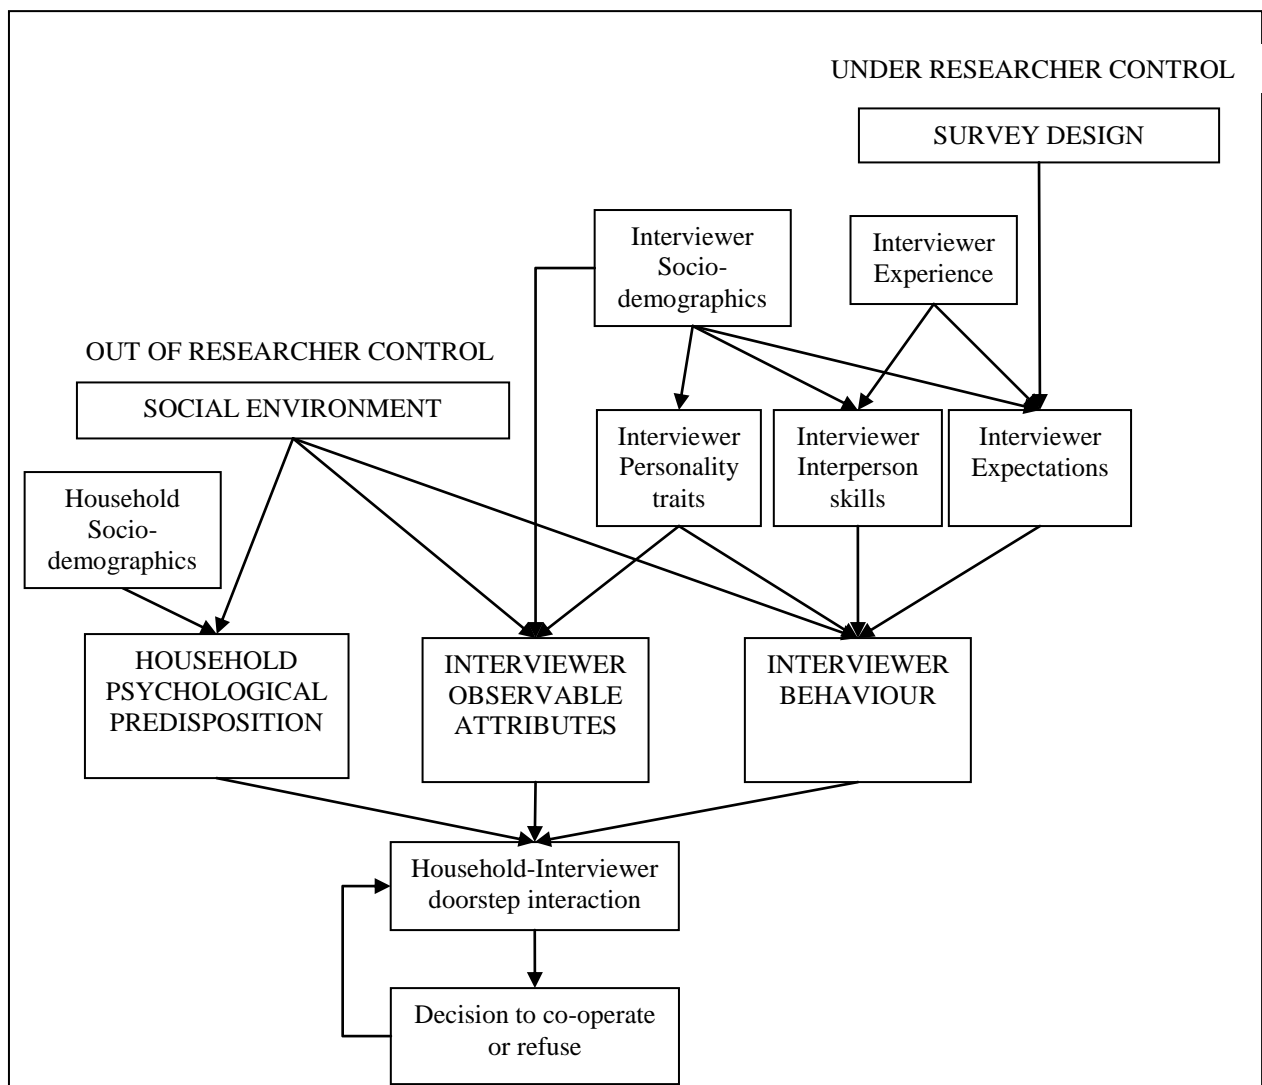 UNDER RESEARCHER CONTROL
SURVEY DESIGN
Interviewer
Socio-
demographics
Interviewer
Experience
OUT OF RESEARCHER CONTROL
SOCIAL ENVIRONMENT
Interviewer
Personality
traits
Interviewer
Interperson
skills
Interviewer
Expectations
Household
Socio-
demographics
HOUSEHOLD
PSYCHOLOGICAL
PREDISPOSITION
INTERVIEWER
OBSERVABLE
ATTRIBUTES
INTERVIEWER
BEHAVIOUR
Household-Interviewer
doorstep interaction
Decision to co-operate
or refuse